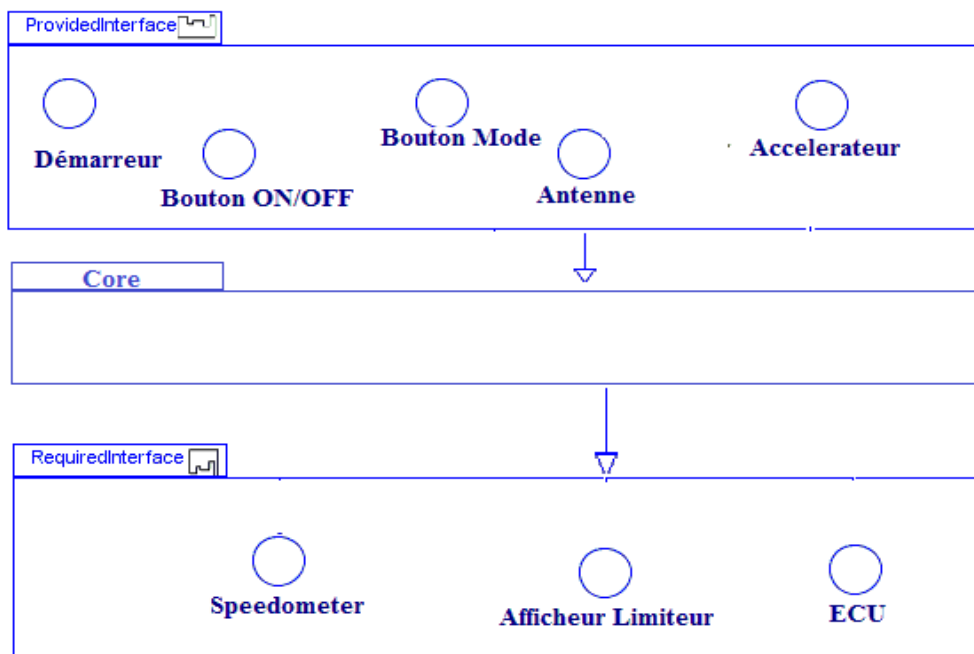 ProvidedInterface
Démarreur
Bouton ON/OFF
Bouton Mode
Antenne
Accelerateur
Core
RequiredInterface
Speedometer
Afficheur Limiteur
ECU